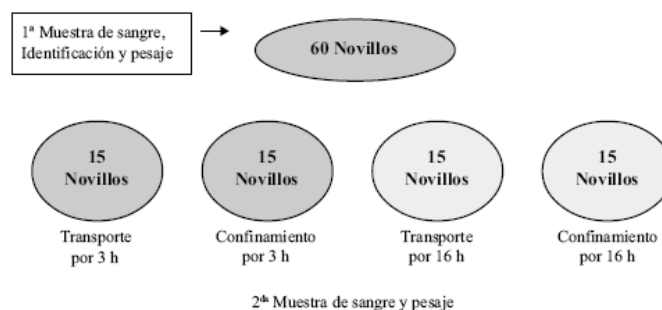 1ª Muestra de sangre,
Identificación y pesaje
60 Novillos
15
Novillos
15
Novillos
15
Novillos
15
Novillos
Transporte
por 3 h
Confinamiento
por 3 h
Transporte
por 16 h
Confinamiento
por 16 h
2ᵈᵃ Muestra de sangre y pesaje